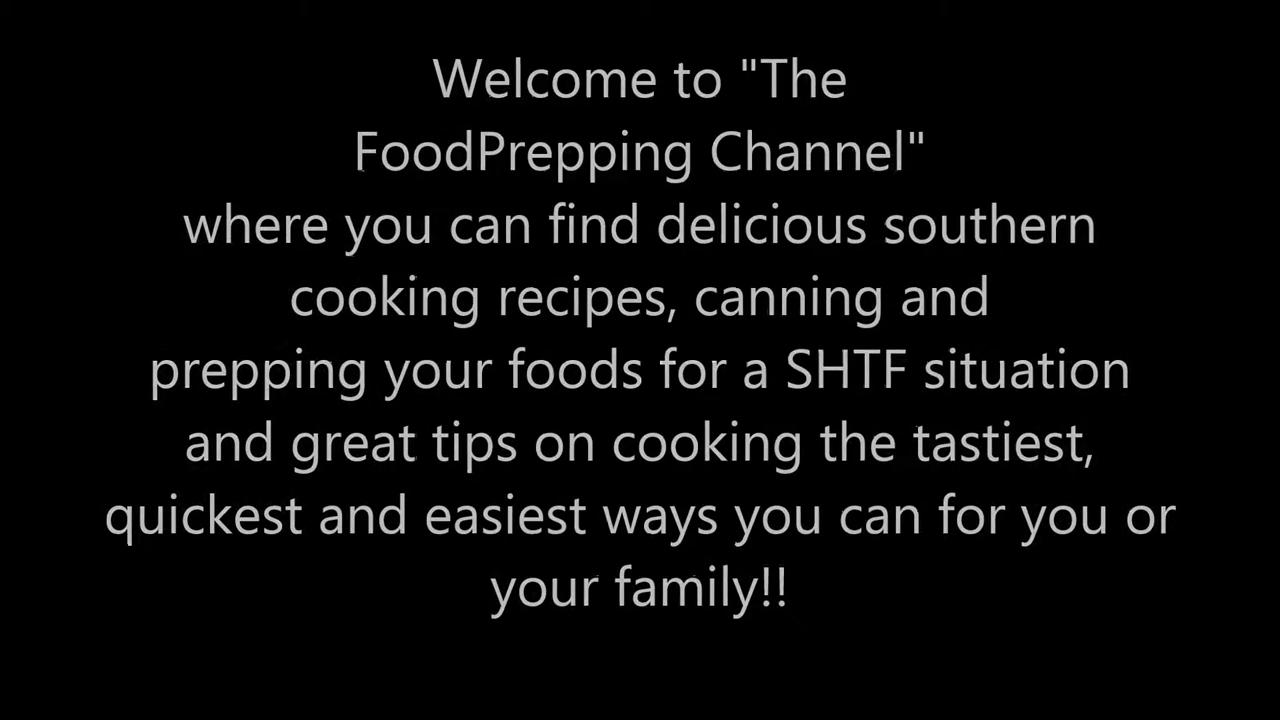 Welcome to "The
FoodPrepping Channel"
where you can find delicious southern
cooking recipes, canning and
prepping your foods for a SHTF situation
and great tips on cooking the tastiest,
quickest and easiest ways you can for you or
your family!!